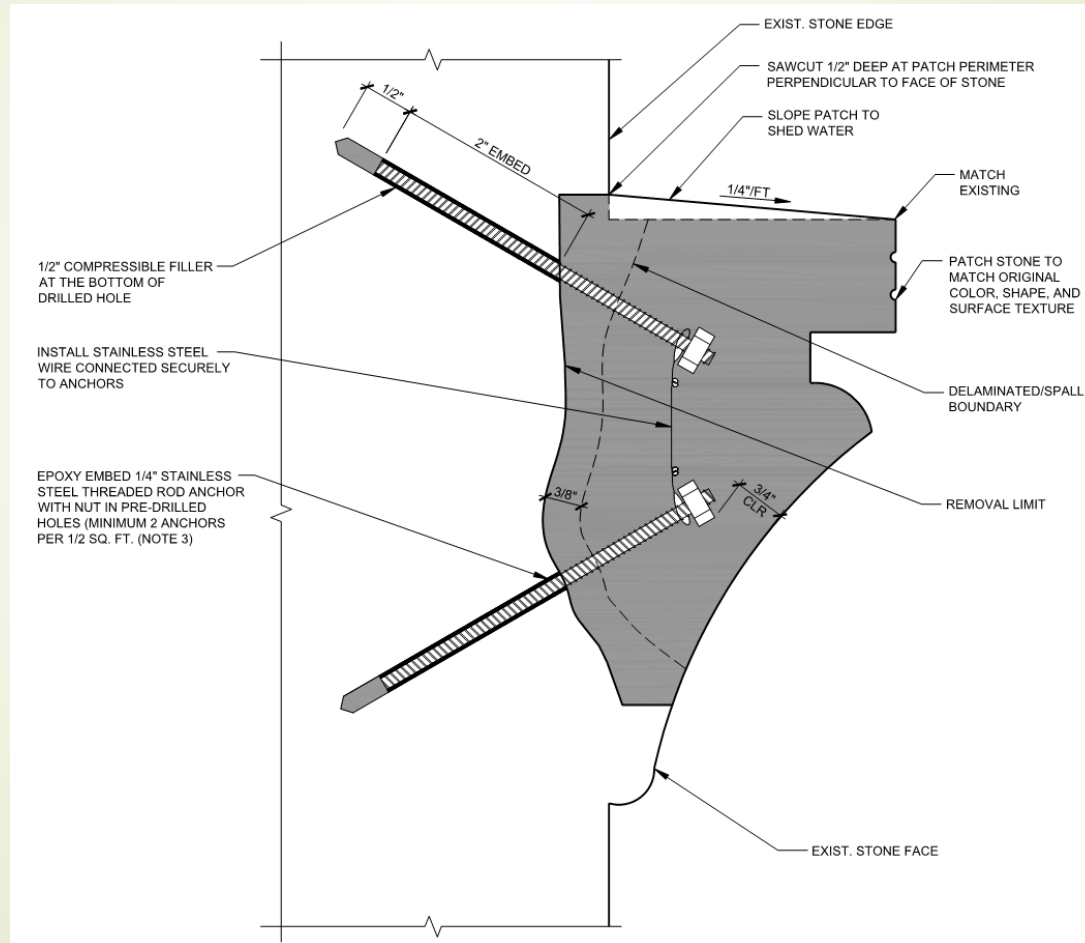 EXIST. STONE EDGE
SAWCUT 1/2" DEEP AT PATCH PERIMETER
PERPENDICULAR TO FACE OF STONE
SLOPE PATCH TO
SHED WATER
1/2"
2" EMBED
1/4"/FT
MATCH
EXISTING
1/2" COMPRESSIBLE FILLER
AT THE BOTTOM OF
DRILLED HOLE
PATCH STONE TO
MATCH ORIGINAL
COLOR, SHAPE, AND
SURFACE TEXTURE
INSTALL STAINLESS STEEL
WIRE CONNECTED SECURELY
TO ANCHORS
DELAMINATED/SPALL
BOUNDARY
EPOXY EMBED 1/4" STAINLESS
STEEL THREADED ROD ANCHOR
WITH NUT IN PRE-DRILLED
HOLES (MINIMUM 2 ANCHORS
PER 1/2 SQ. FT. (NOTE 3)
3/8"
3/4"
CLR
REMOVAL LIMIT
EXIST. STONE FACE